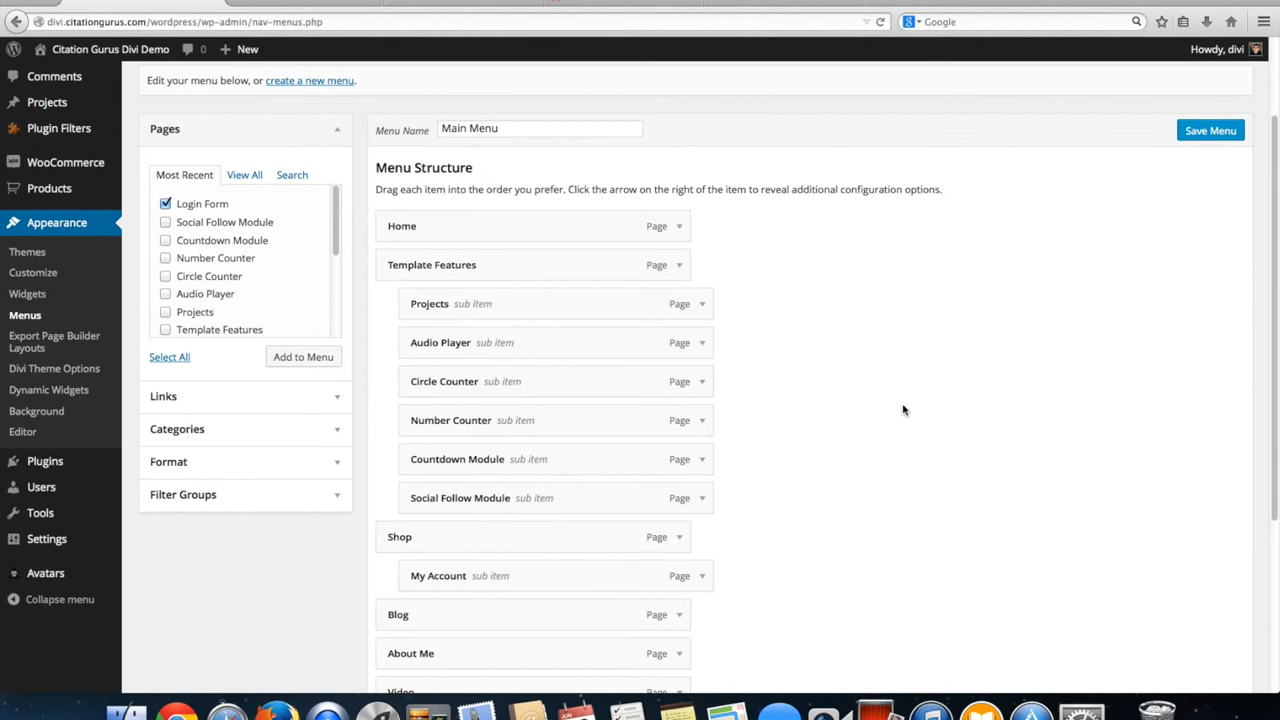 divi.citationgurus.com/wordpress/wp-admin/nav-menus.php
Google
Citation Gurus Divi Demo 0 New Howdy, divi
Comments
Projects
Plugin Filters
WooCommerce
Products
Appearance
Themes
Customize
Widgets
Menus
Export Page Builder
Layouts
Divi Theme Options
Dynamic Widgets
Background
Editor
Plugins
Users
Tools
Settings
Avatars
Collapse menu
Edit your menu below, or create a new menu.
Pages
Most Recent View All Search
Login Form
Social Follow Module
Countdown Module
Number Counter
Circle Counter
Audio Player
Projects
Template Features
Select All Add to Menu
Links
Categories
Format
Filter Groups
Menu Name Main Menu Save Menu
Menu Structure
Drag each item into the order you prefer. Click the arrow on the right of the item to reveal additional configuration options.
Home Page
Template Features Page
Projects sub item Page
Audio Player sub item Page
Circle Counter sub item Page
Number Counter sub item Page
Countdown Module sub item Page
Social Follow Module sub item Page
Shop Page
My Account sub item Page
Blog Page
About Me Page
Video